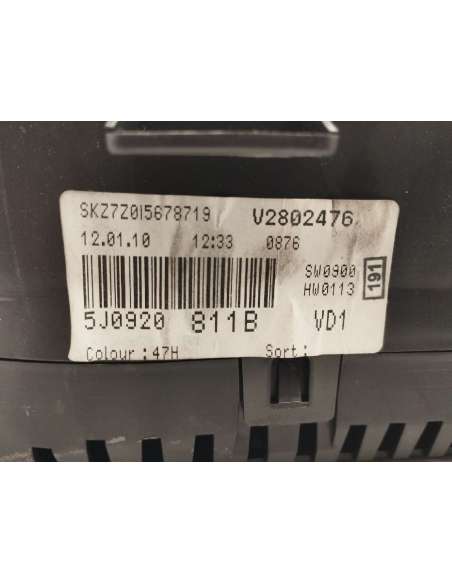 SKZ7Z0I5678719 V2802476
12.01.10 12:33 0876
SW0900
HW0113
191
5J0920 811B VD1
Colour : 47H Sort :